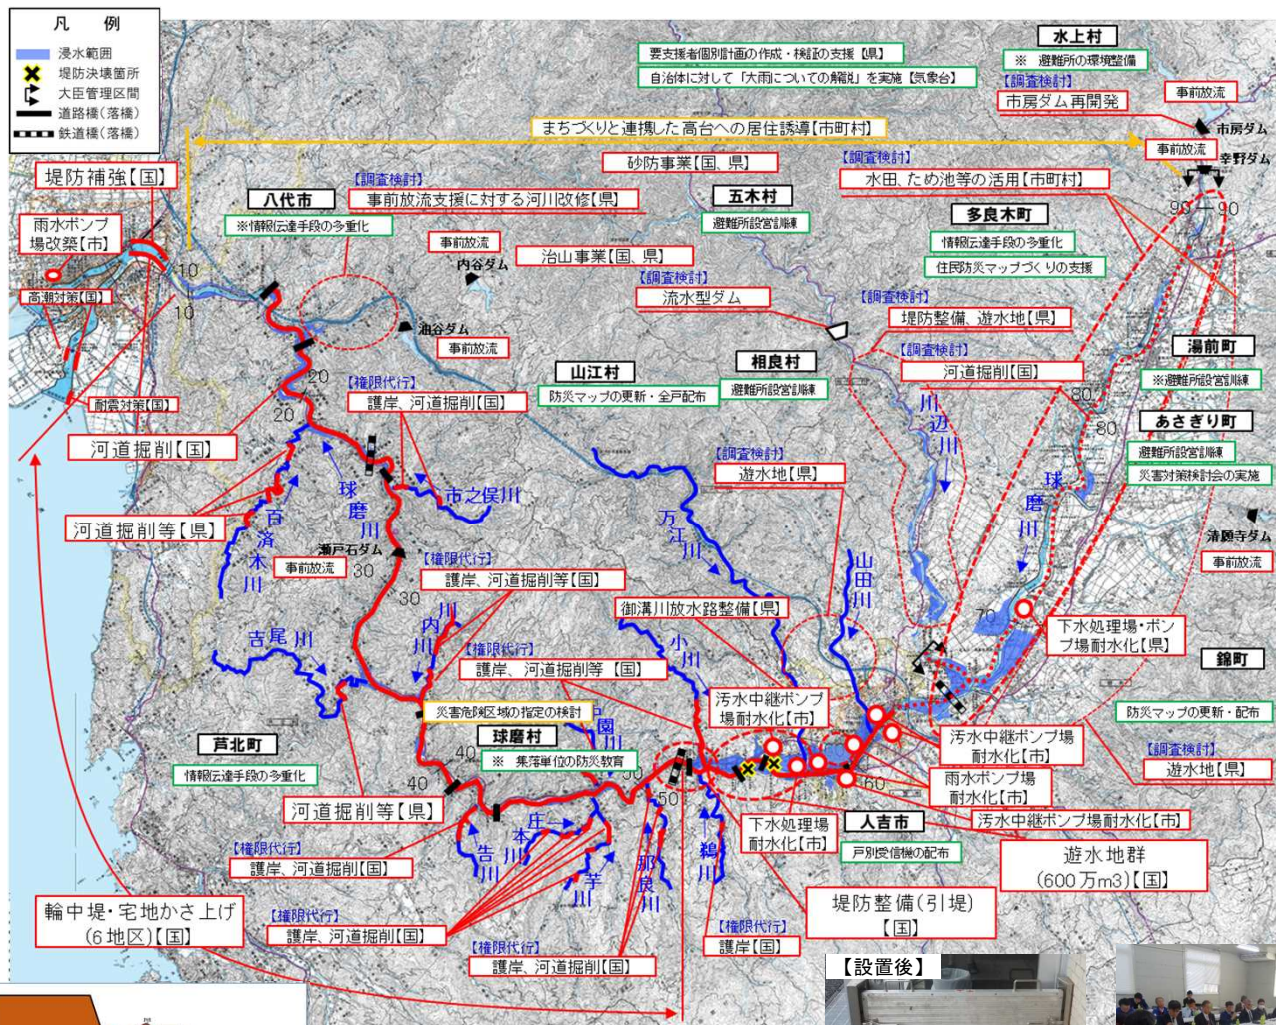 凡　例
浸水範囲
堤防決壊箇所
大臣管理区間
道路橋(落橋)
鉄道橋(落橋)
要支援者個別計画の作成・検証の支援【県】
自治体に対して「大雨についての解説」を実施【気象台】
水上村
※　避難所の環境整備
【調査検討】
市房ダム再開発
事前放流
市房ダム
まちづくりと連携した高台への居住誘導【市町村】
事前放流
幸野ダム
砂防事業【国、県】
【調査検討】
水田、ため池等の活用【市町村】
堤防補強【国】
八代市
※情報伝達手段の多重化
【調査検討】
事前放流支援に対する河川改修【県】
五木村
避難所設営訓練
多良木町
情報伝達手段の多重化
住民防災マップづくりの支援
90
90
雨水ポンプ
場改築【市】
事前放流
内谷ダム
治山事業【国、県】
【調査検討】
流水型ダム
高潮対策【国】
10
10
油谷ダム
事前放流
【調査検討】
堤防整備、遊水地【県】
【調査検討】
河道掘削【国】
湯前町
※避難所設営訓練
耐震対策【国】
20
20
【権限代行】
護岸、河道掘削【国】
山江村
防災マップの更新・全戸配布
相良村
避難所設営訓練
80
80
あさぎり町
避難所設営訓練
災害対策検討会の実施
河道掘削【国】
川辺川
【調査検討】
遊水地【県】
球磨川
市之俣川
球磨川
河道掘削等【県】
百済木川
万江川
清願寺ダム
事前放流
瀬戸石ダム
事前放流
30
30
【権限代行】
護岸、河道掘削等【国】
山田川
御溝川放水路整備【県】
70
下水処理場・ポン
プ場耐水化【県】
吉尾川
川内川
【権限代行】
護岸、河道掘削等【国】
小川
錦町
防災マップの更新・配布
汚水中継ポンプ
場耐水化【市】
災害危険区域の指定の検討
芦北町
情報伝達手段の多重化
球磨村
※　集落単位の防災教育
園川
汚水中継ポンプ場
耐水化【市】
【調査検討】
遊水地【県】
40
40
50
50
60
雨水ポンプ場
耐水化【市】
河道掘削等【県】
汚水中継ポンプ場耐水化【市】
下水処理場
耐水化【市】
人吉市
戸別受信機の配布
【権限代行】
護岸、河道掘削【国】
告川
庄本川
芋川
那良川
鵜川
遊水地群
(600万m3)【国】
輪中堤・宅地かさ上げ
(6地区)【国】
【権限代行】
護岸、河道掘削【国】
【権限代行】
護岸、河道掘削【国】
【権限代行】
護岸【国】
堤防整備(引堤)
【国】
【設置後】